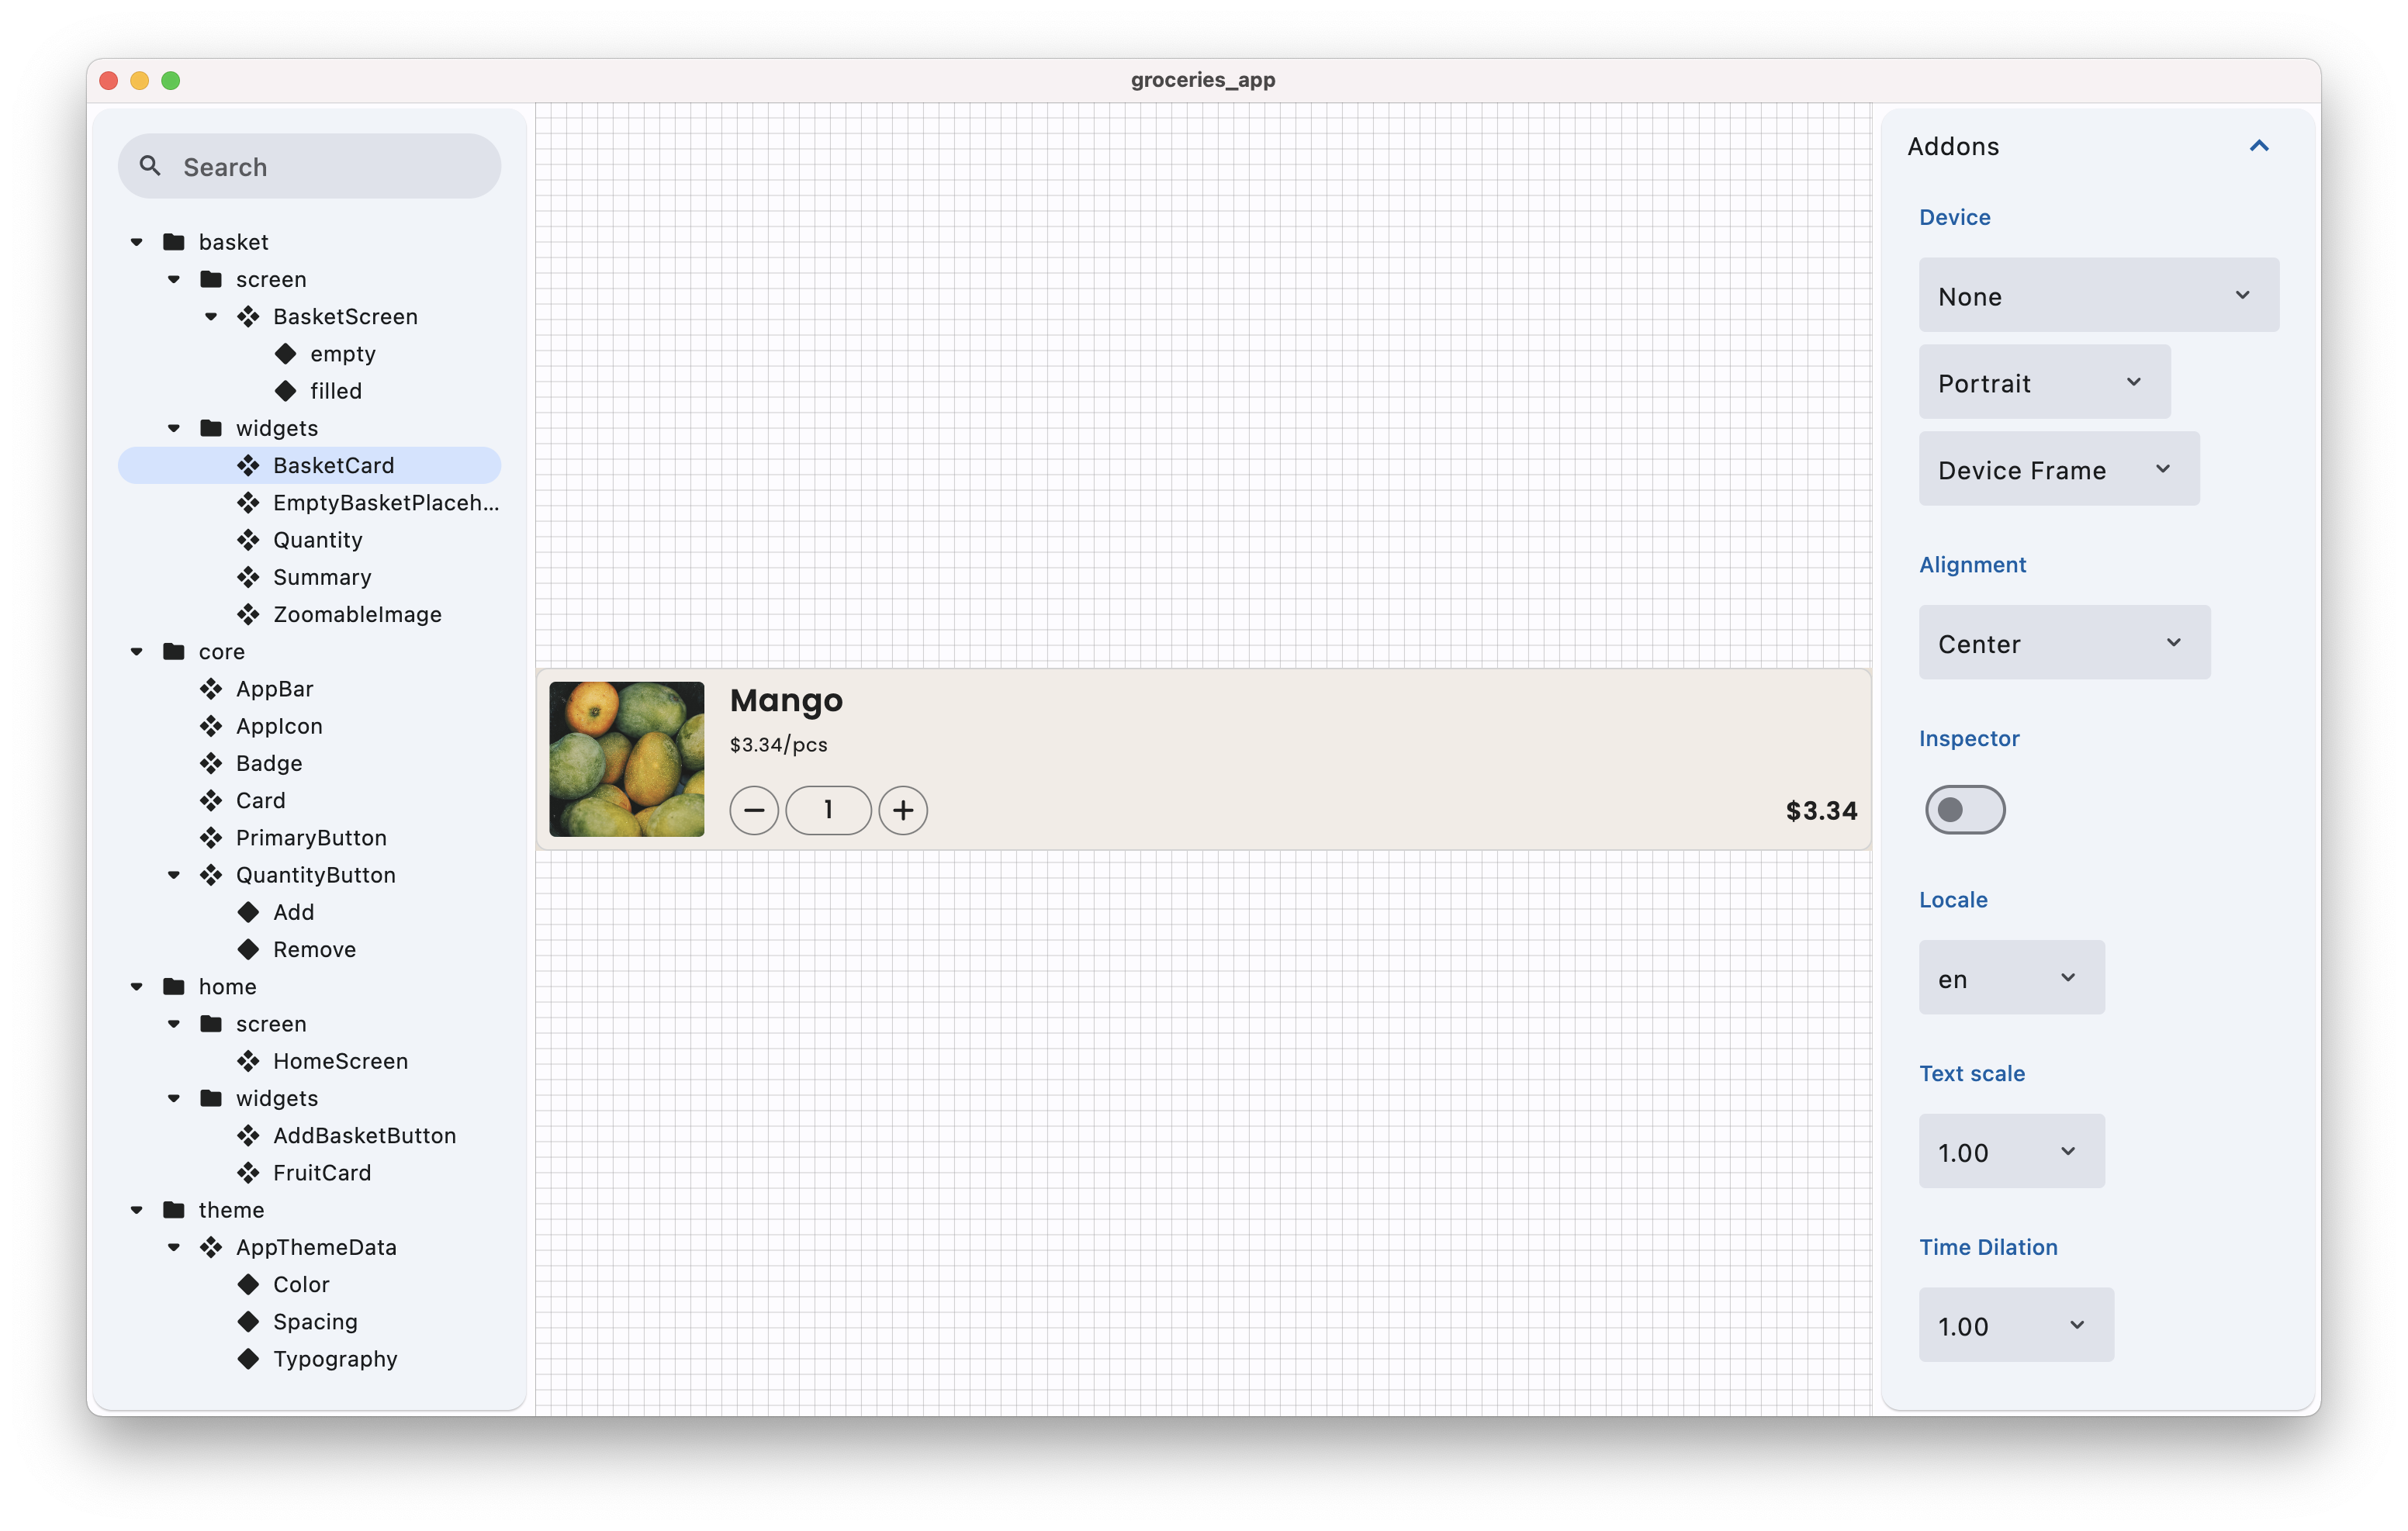 groceries_app
Search
basket
screen
BasketScreen
empty
filled
widgets
BasketCard
EmptyBasketPlaceh...
Quantity
Summary
ZoomableImage
core
AppBar
AppIcon
Badge
Card
PrimaryButton
QuantityButton
Add
Remove
home
screen
HomeScreen
widgets
AddBasketButton
FruitCard
theme
AppThemeData
Color
Spacing
Typography
Mango
$3.34/pcs
1
$3.34
Addons
Device
None
Portrait
Device Frame
Alignment
Center
Inspector
Locale
en
Text scale
1.00
Time Dilation
1.00